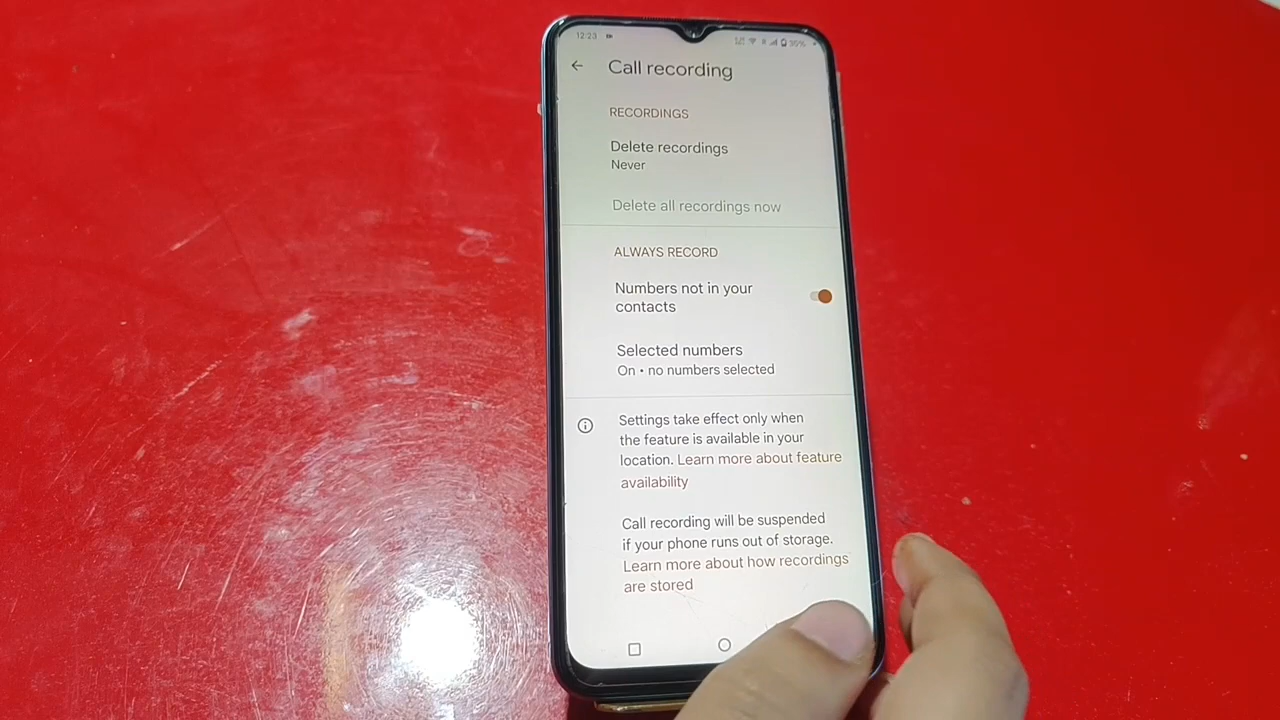 12:23
30%
Call recording
RECORDINGS
Delete recordings
Never
Delete all recordings now
ALWAYS RECORD
Numbers not in your
contacts
Selected numbers
On • no numbers selected
Settings take effect only when
the feature is available in your
location. Learn more about feature
availability
Call recording will be suspended
if your phone runs out of storage.
Learn more about how recordings
are stored